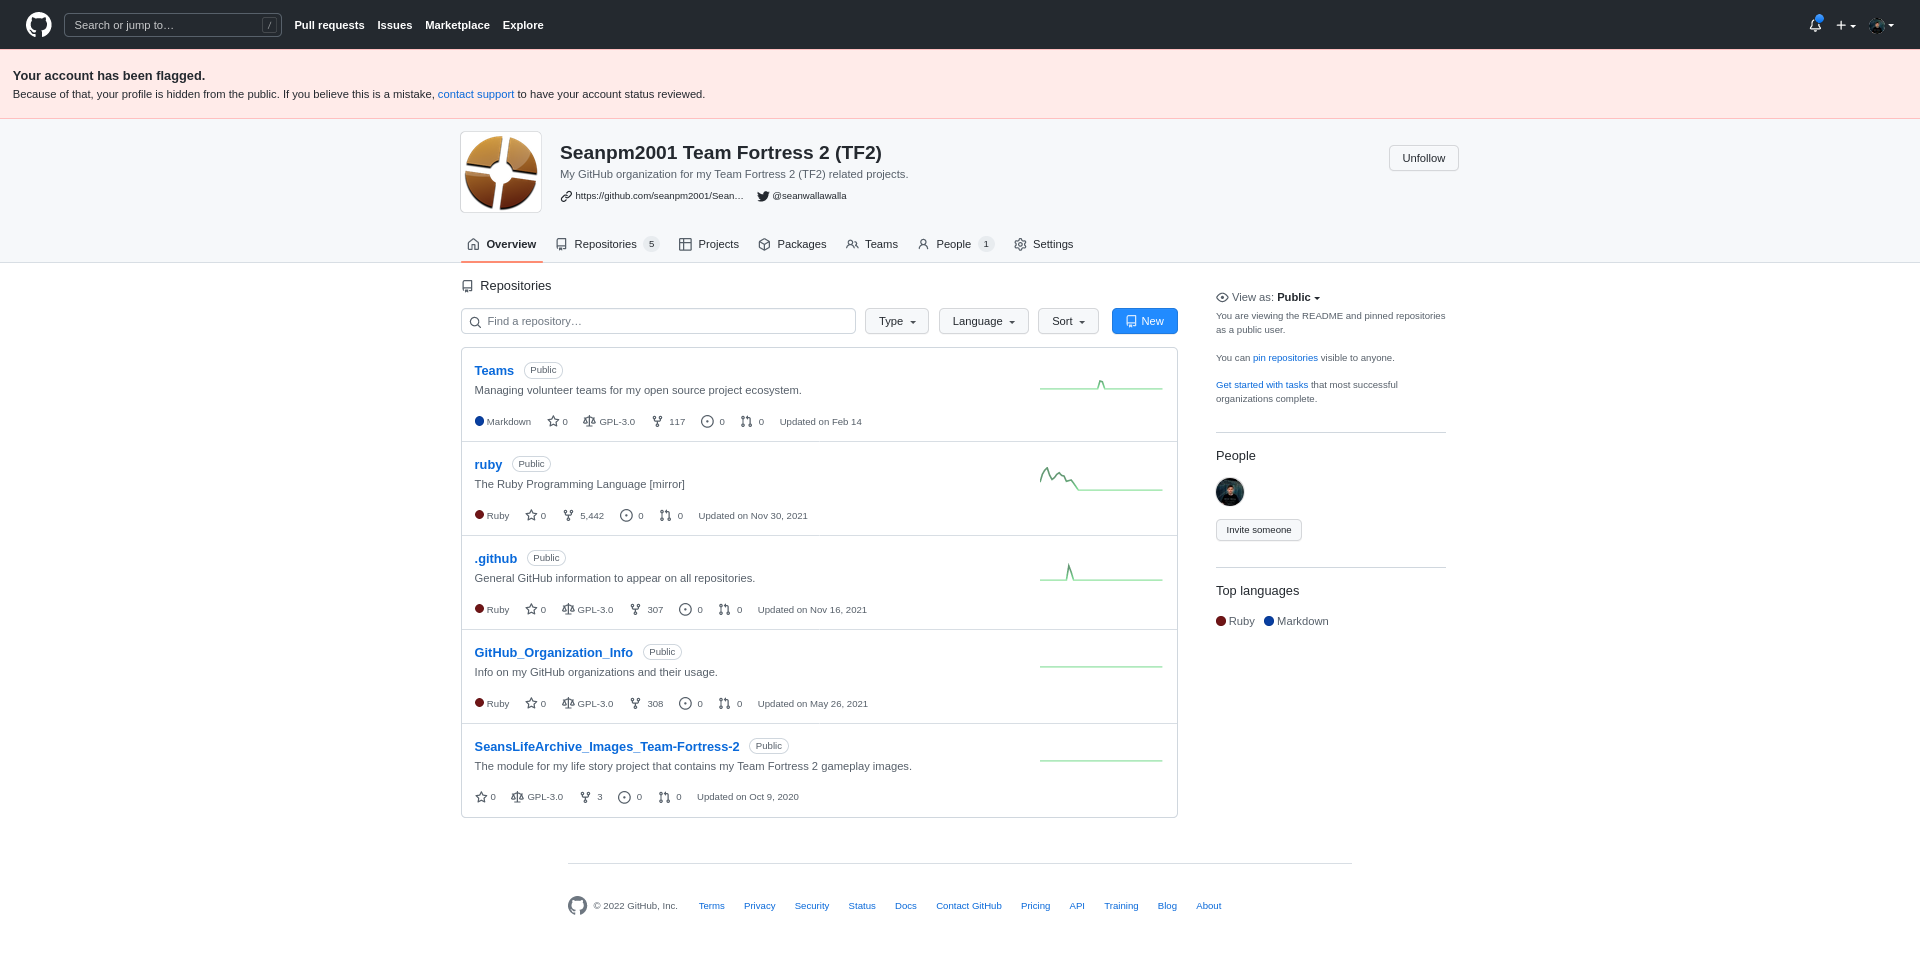 Search or jump to… /
Pull requests Issues Marketplace Explore
Your account has been flagged.
Because of that, your profile is hidden from the public. If you believe this is a mistake, contact support to have your account status reviewed.
Seanpm2001 Team Fortress 2 (TF2)
My GitHub organization for my Team Fortress 2 (TF2) related projects.
https://github.com/seanpm2001/Sean… @seanwallawalla
Unfollow
Overview Repositories 5 Projects Packages Teams People 1 Settings
Repositories
Find a repository… Type Language Sort New
Teams Public
Managing volunteer teams for my open source project ecosystem.
Markdown 0 GPL-3.0 117 0 0 Updated on Feb 14
ruby Public
The Ruby Programming Language [mirror]
Ruby 0 5,442 0 0 Updated on Nov 30, 2021
.github Public
General GitHub information to appear on all repositories.
Ruby 0 GPL-3.0 307 0 0 Updated on Nov 16, 2021
GitHub_Organization_Info Public
Info on my GitHub organizations and their usage.
Ruby 0 GPL-3.0 308 0 0 Updated on May 26, 2021
SeansLifeArchive_Images_Team-Fortress-2 Public
The module for my life story project that contains my Team Fortress 2 gameplay images.
0 GPL-3.0 3 0 0 Updated on Oct 9, 2020
View as: Public
You are viewing the README and pinned repositories
as a public user.
You can pin repositories visible to anyone.
Get started with tasks that most successful
organizations complete.
People
Invite someone
Top languages
Ruby Markdown
© 2022 GitHub, Inc. Terms Privacy Security Status Docs Contact GitHub Pricing API Training Blog About